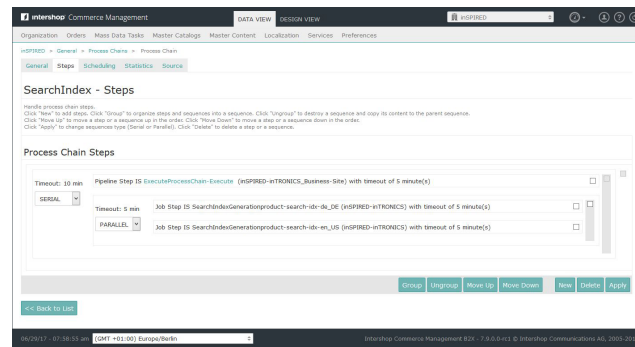 intershop Commerce Management
DATA VIEW DESIGN VIEW
inSPIRED
Organization Orders Mass Data Tasks Master Catalogs Master Content Localization Services Preferences
inSPIRED > General > Process Chains > Process Chain
General Steps Scheduling Statistics Source
SearchIndex - Steps
Handle process chain steps.
Click "New" to add steps. Click "Group" to organize steps and sequences into a sequence. Click "Ungroup" to destroy a sequence and copy its content to the parent sequence.
Click "Move Up" to move a step or a sequence up in the order. Click "Move Down" to move a step or a sequence down in the order.
Click "Apply" to change sequences type (Serial or Parallel). Click "Delete" to delete a step or a sequence.
Process Chain Steps
Timeout: 10 min
Pipeline Step IS ExecuteProcessChain-Execute (inSPIRED-inTRONICS_Business-Site) with timeout of 5 minute(s)
SERIAL
Timeout: 5 min
Job Step IS SearchIndexGenerationproduct-search-idx-de_DE (inSPIRED-inTRONICS) with timeout of 5 minute(s)
PARALLEL
Job Step IS SearchIndexGenerationproduct-search-idx-en_US (inSPIRED-inTRONICS) with timeout of 5 minute(s)
Group Ungroup Move Up Move Down New Delete Apply
<< Back to List
06/29/17 - 07:58:53 am (GMT +01:00) Europe/Berlin
Intershop Commerce Management B2X - 7.9.0.0-rc1 © Intershop Communications AG, 2005-201